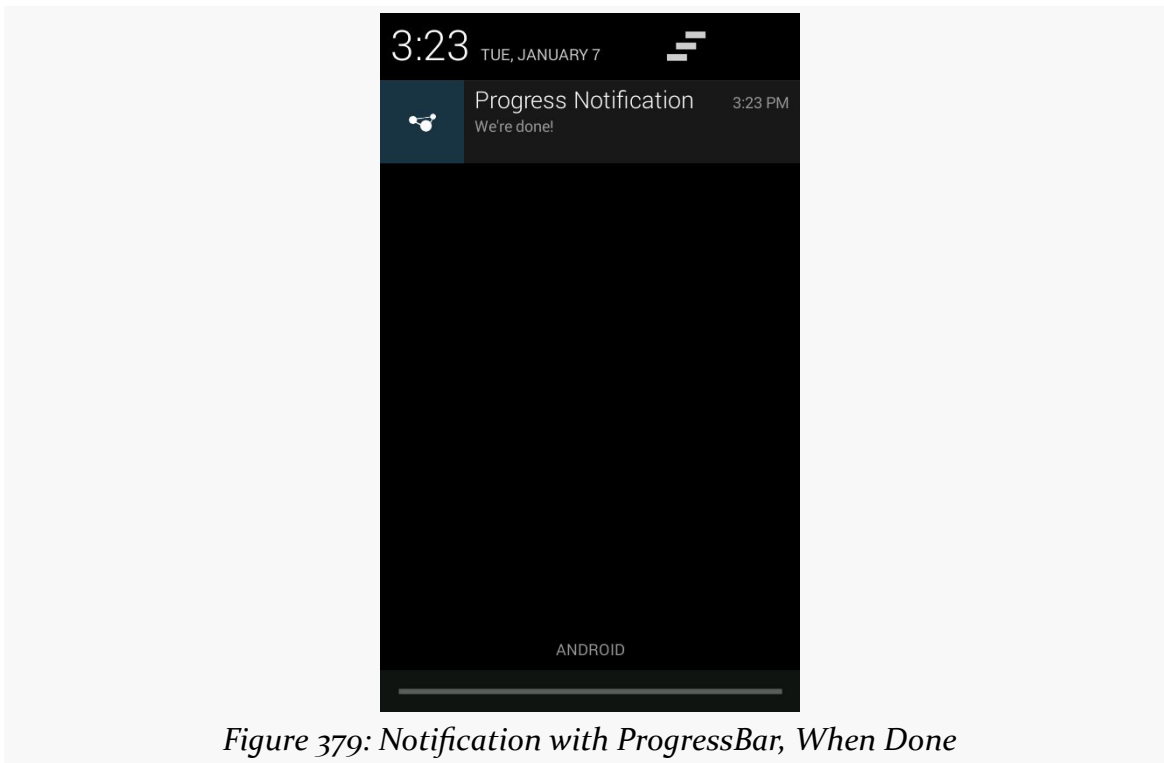 3:23 TUE, JANUARY 7
Progress Notification 3:23 PM
We're done!
ANDROID
Figure 379: Notification with ProgressBar, When Done